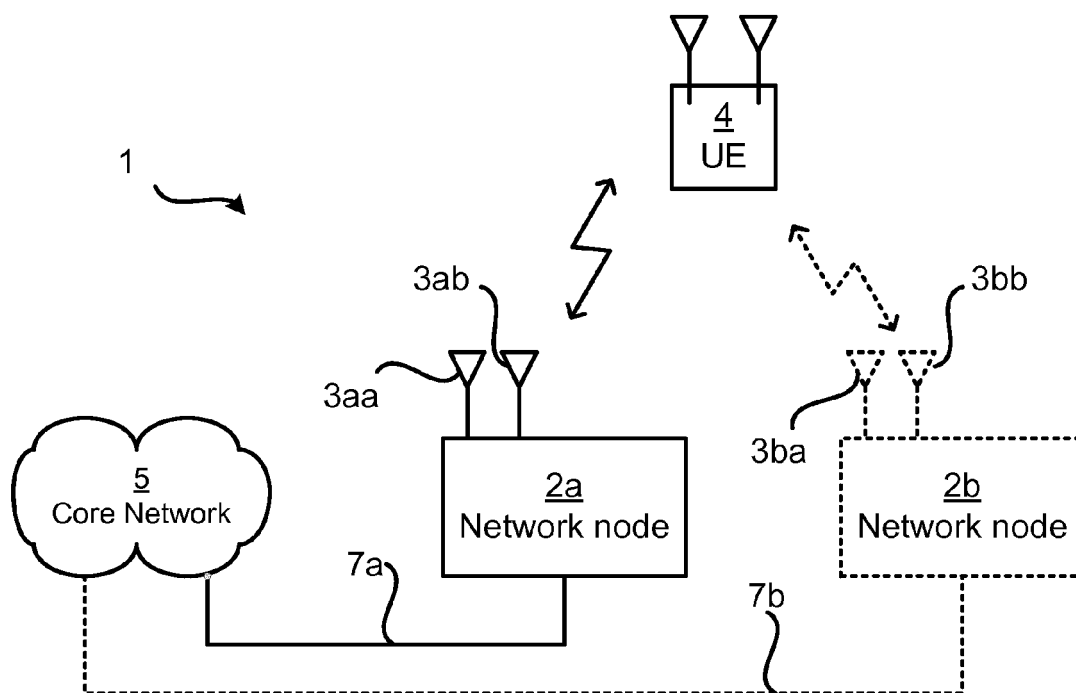 4
UE
1
3ab
3bb
3aa
3ba
5
Core Network
2a
Network node
2b
Network node
7a
7b